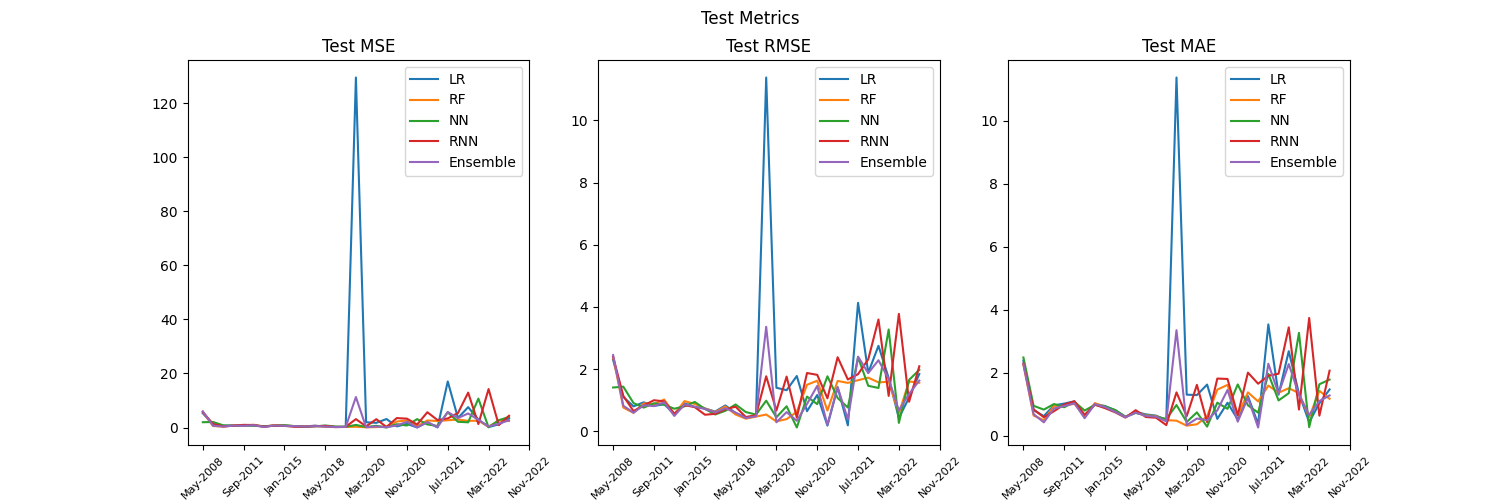 Test Metrics
Test MSE
120
100
80
60
40
20
0
LR
RF
NN
RNN
Ensemble
May-2008
Sep-2011
Jan-2015
May-2018
Mar-2020
Nov-2020
Jul-2021
Mar-2022
Nov-2022
Test RMSE
10
8
6
4
2
0
LR
RF
NN
RNN
Ensemble
May-2008
Sep-2011
Jan-2015
May-2018
Mar-2020
Nov-2020
Jul-2021
Mar-2022
Nov-2022
Test MAE
10
8
6
4
2
0
LR
RF
NN
RNN
Ensemble
May-2008
Sep-2011
Jan-2015
May-2018
Mar-2020
Nov-2020
Jul-2021
Mar-2022
Nov-2022